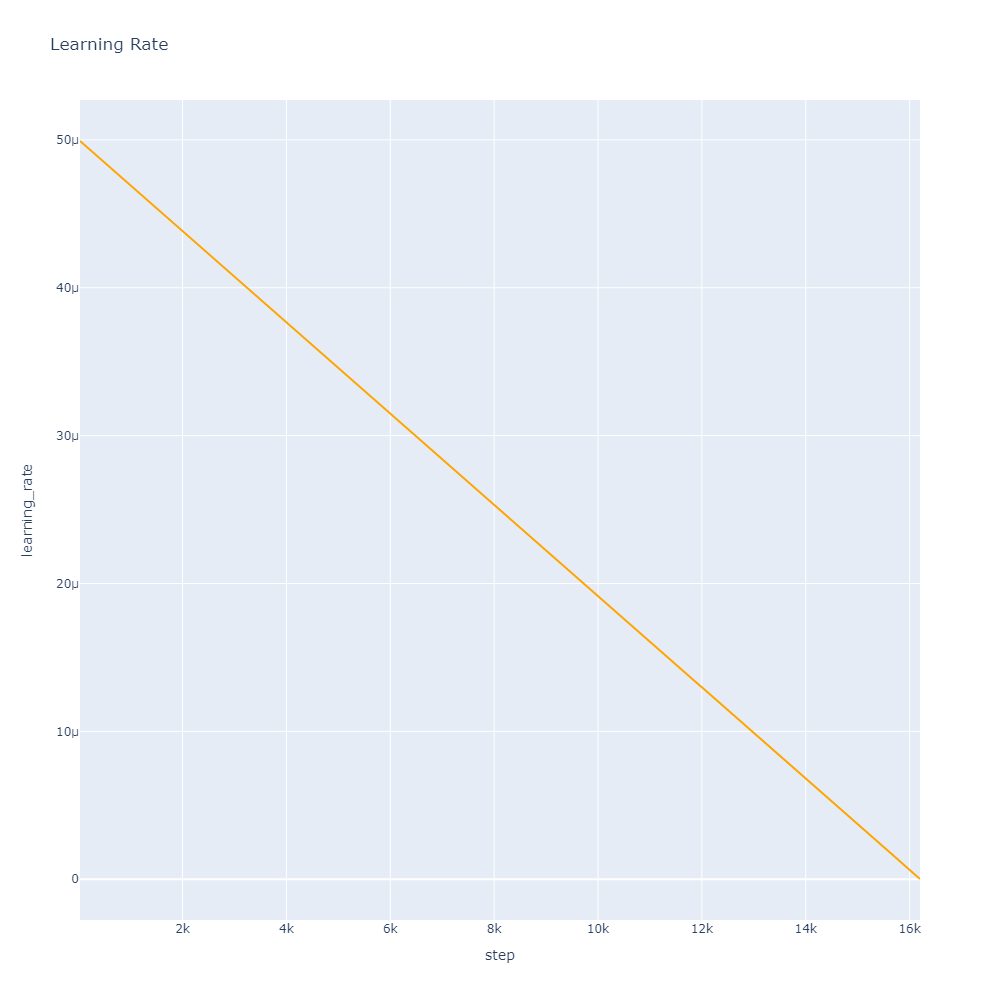 Learning Rate
50μ
40μ
30μ
20μ
10μ
0
learning_rate
2k
4k
6k
8k
10k
12k
14k
16k
step